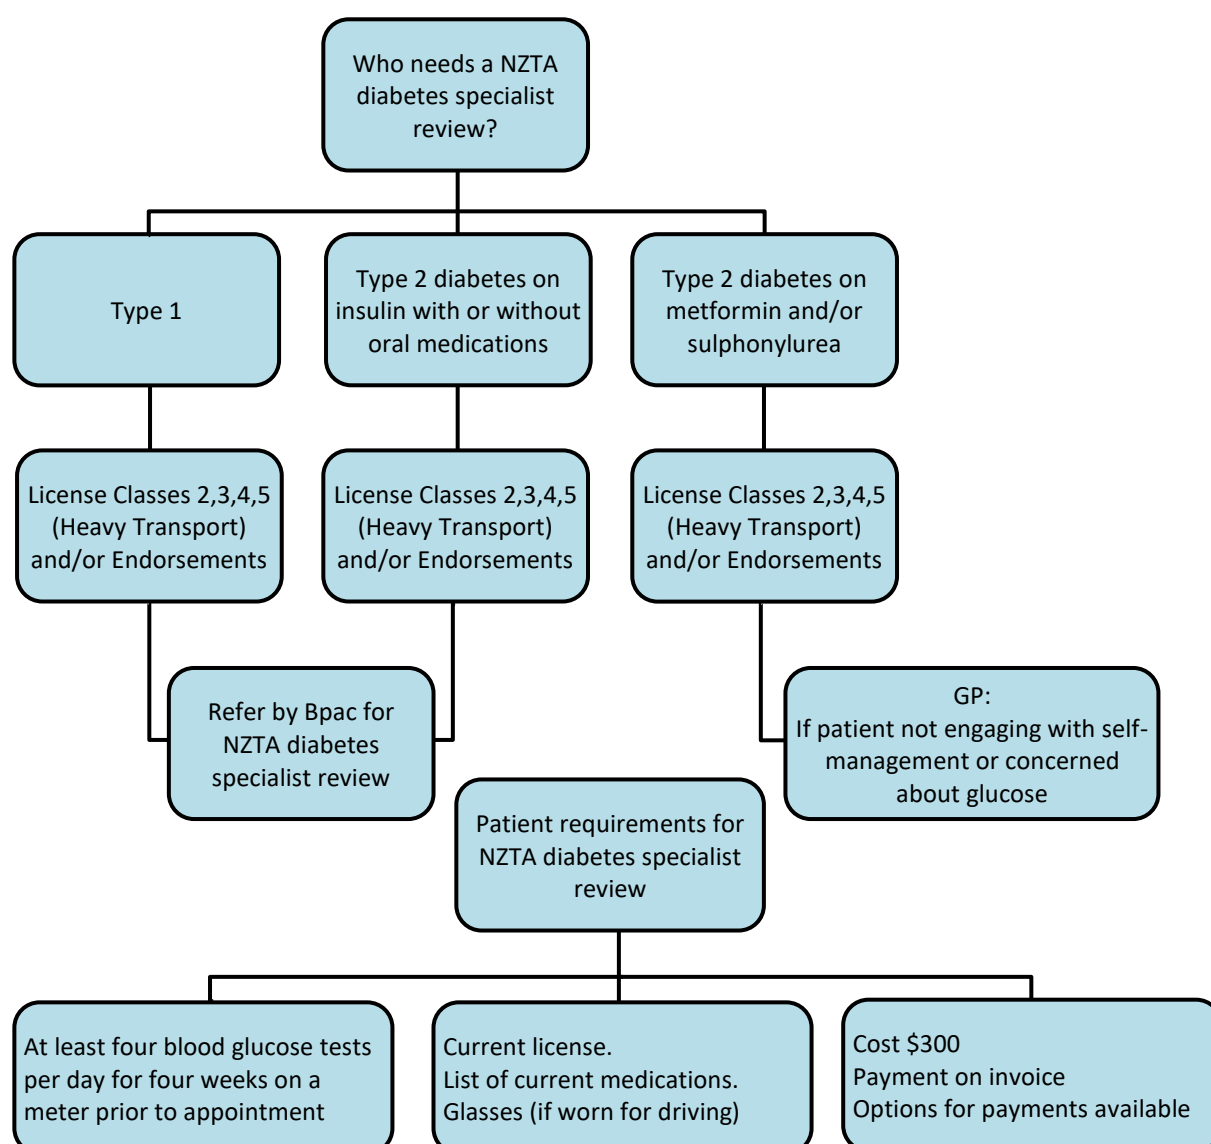 Who needs a NZTA
diabetes specialist
review?
Type 1
Type 2 diabetes on
insulin with or without
oral medications
Type 2 diabetes on
metformin and/or
sulphonylurea
License Classes 2,3,4,5
(Heavy Transport)
and/or Endorsements
License Classes 2,3,4,5
(Heavy Transport)
and/or Endorsements
License Classes 2,3,4,5
(Heavy Transport)
and/or Endorsements
Refer by Bpac for
NZTA diabetes
specialist review
GP:
If patient not engaging with self-
management or concerned
about glucose
Patient requirements for
NZTA diabetes specialist
review
At least four blood glucose tests
per day for four weeks on a
meter prior to appointment
Current license.
List of current medications.
Glasses (if worn for driving)
Cost $300
Payment on invoice
Options for payments available